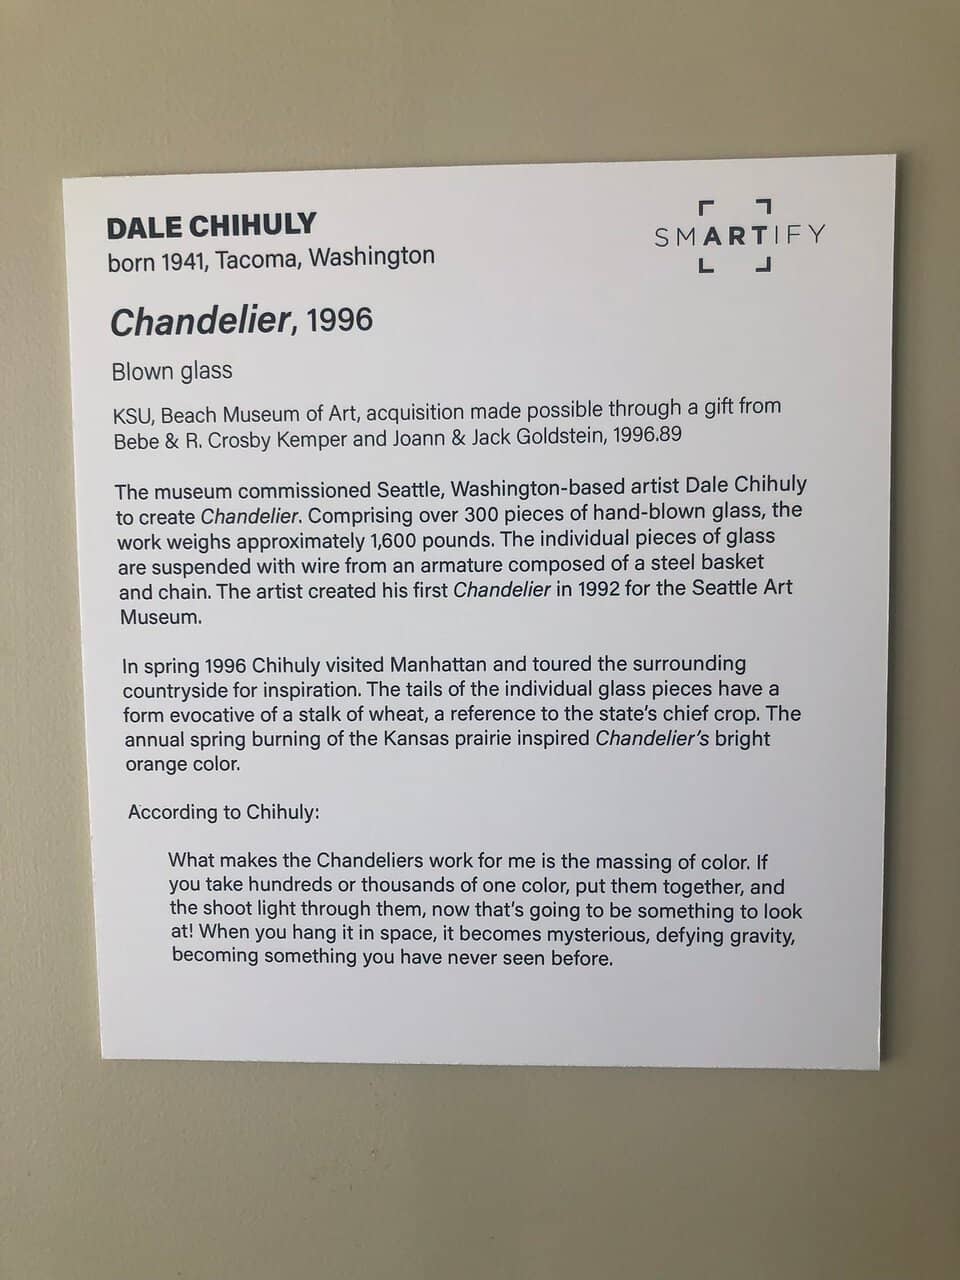 DALE CHIHULY
born 1941, Tacoma, Washington
SMARTIFY
Chandelier, 1996
Blown glass
KSU, Beach Museum of Art, acquisition made possible through a gift from
Bebe & R. Crosby Kemper and Joann & Jack Goldstein, 1996.89
The museum commissioned Seattle, Washington-based artist Dale Chihuly
to create Chandelier. Comprising over 300 pieces of hand-blown glass, the
work weighs approximately 1,600 pounds. The individual pieces of glass
are suspended with wire from an armature composed of a steel basket
and chain. The artist created his first Chandelier in 1992 for the Seattle Art
Museum.
In spring 1996 Chihuly visited Manhattan and toured the surrounding
countryside for inspiration. The tails of the individual glass pieces have a
form evocative of a stalk of wheat, a reference to the state's chief crop. The
annual spring burning of the Kansas prairie inspired Chandelier's bright
orange color.
According to Chihuly:
What makes the Chandeliers work for me is the massing of color. If
you take hundreds or thousands of one color, put them together, and
the shoot light through them, now that's going to be something to look
at! When you hang it in space, it becomes mysterious, defying gravity,
becoming something you have never seen before.